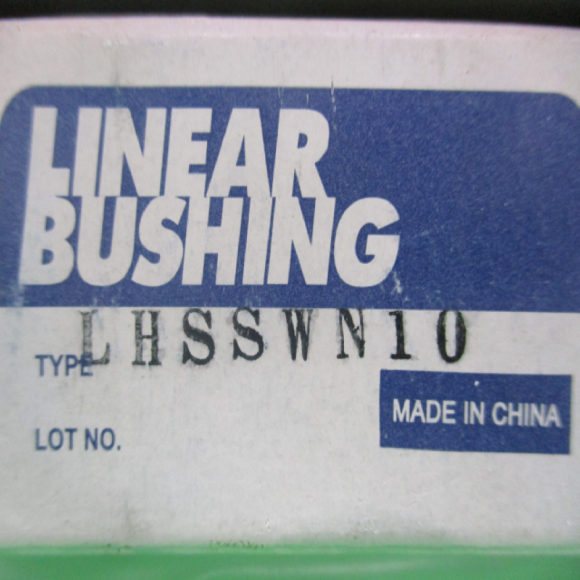 LINEAR
BUSHING
TYPE LHSSWN10
MADE IN CHINA
LOT NO.